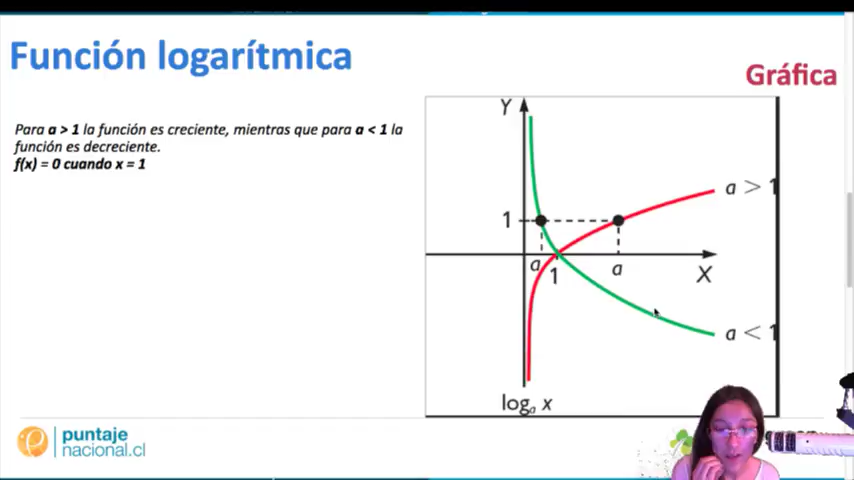 Función logarítmica
Gráfica
Para a > 1 la función es creciente, mientras que para a < 1 la
función es decreciente.
f(x) = 0 cuando x = 1
Y
a > 1
1
a
1
a
X
a < 1
logₐ x
puntaje
nacional.cl